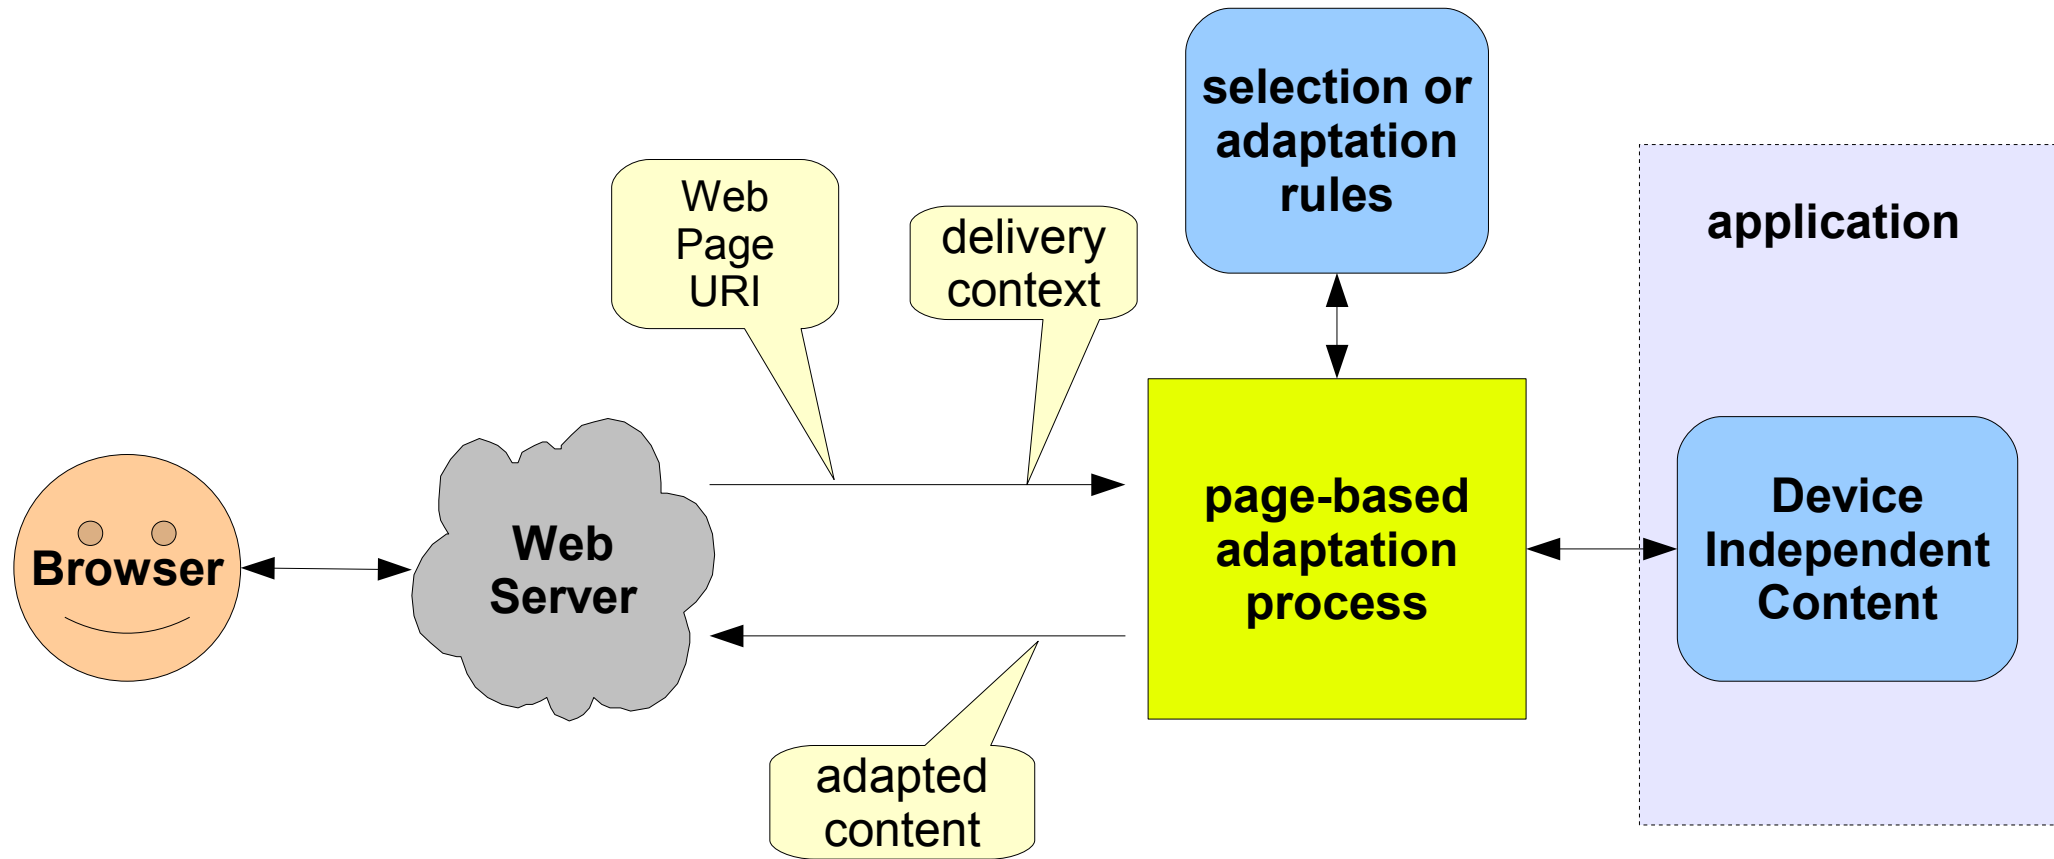 Browser
Web
Server
Web
Page
URI
delivery
context
adapted
content
selection or
adaptation
rules
page-based
adaptation
process
application
Device
Independent
Content